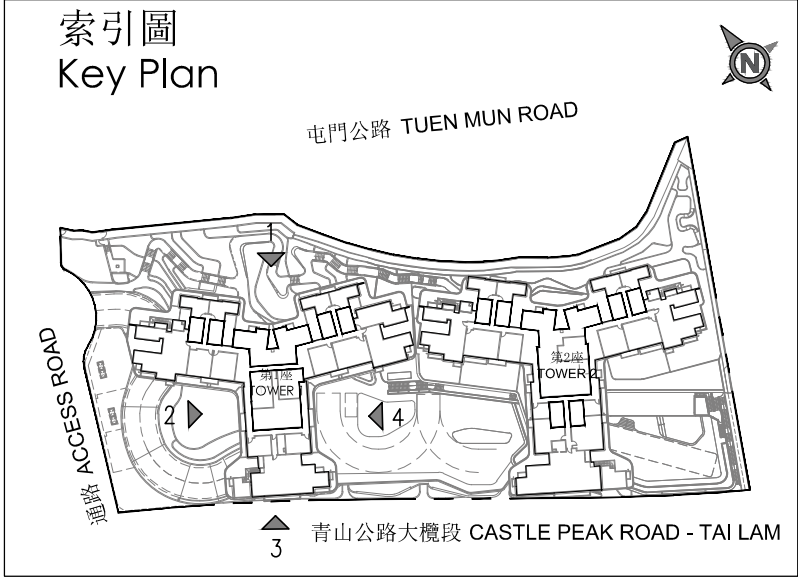 索引圖
Key Plan
N
屯門公路 TUEN MUN ROAD
1
通路 ACCESS ROAD
第1座
TOWER 1
第2座
TOWER 2
2
4
3
青山公路大欖段 CASTLE PEAK ROAD - TAI LAM